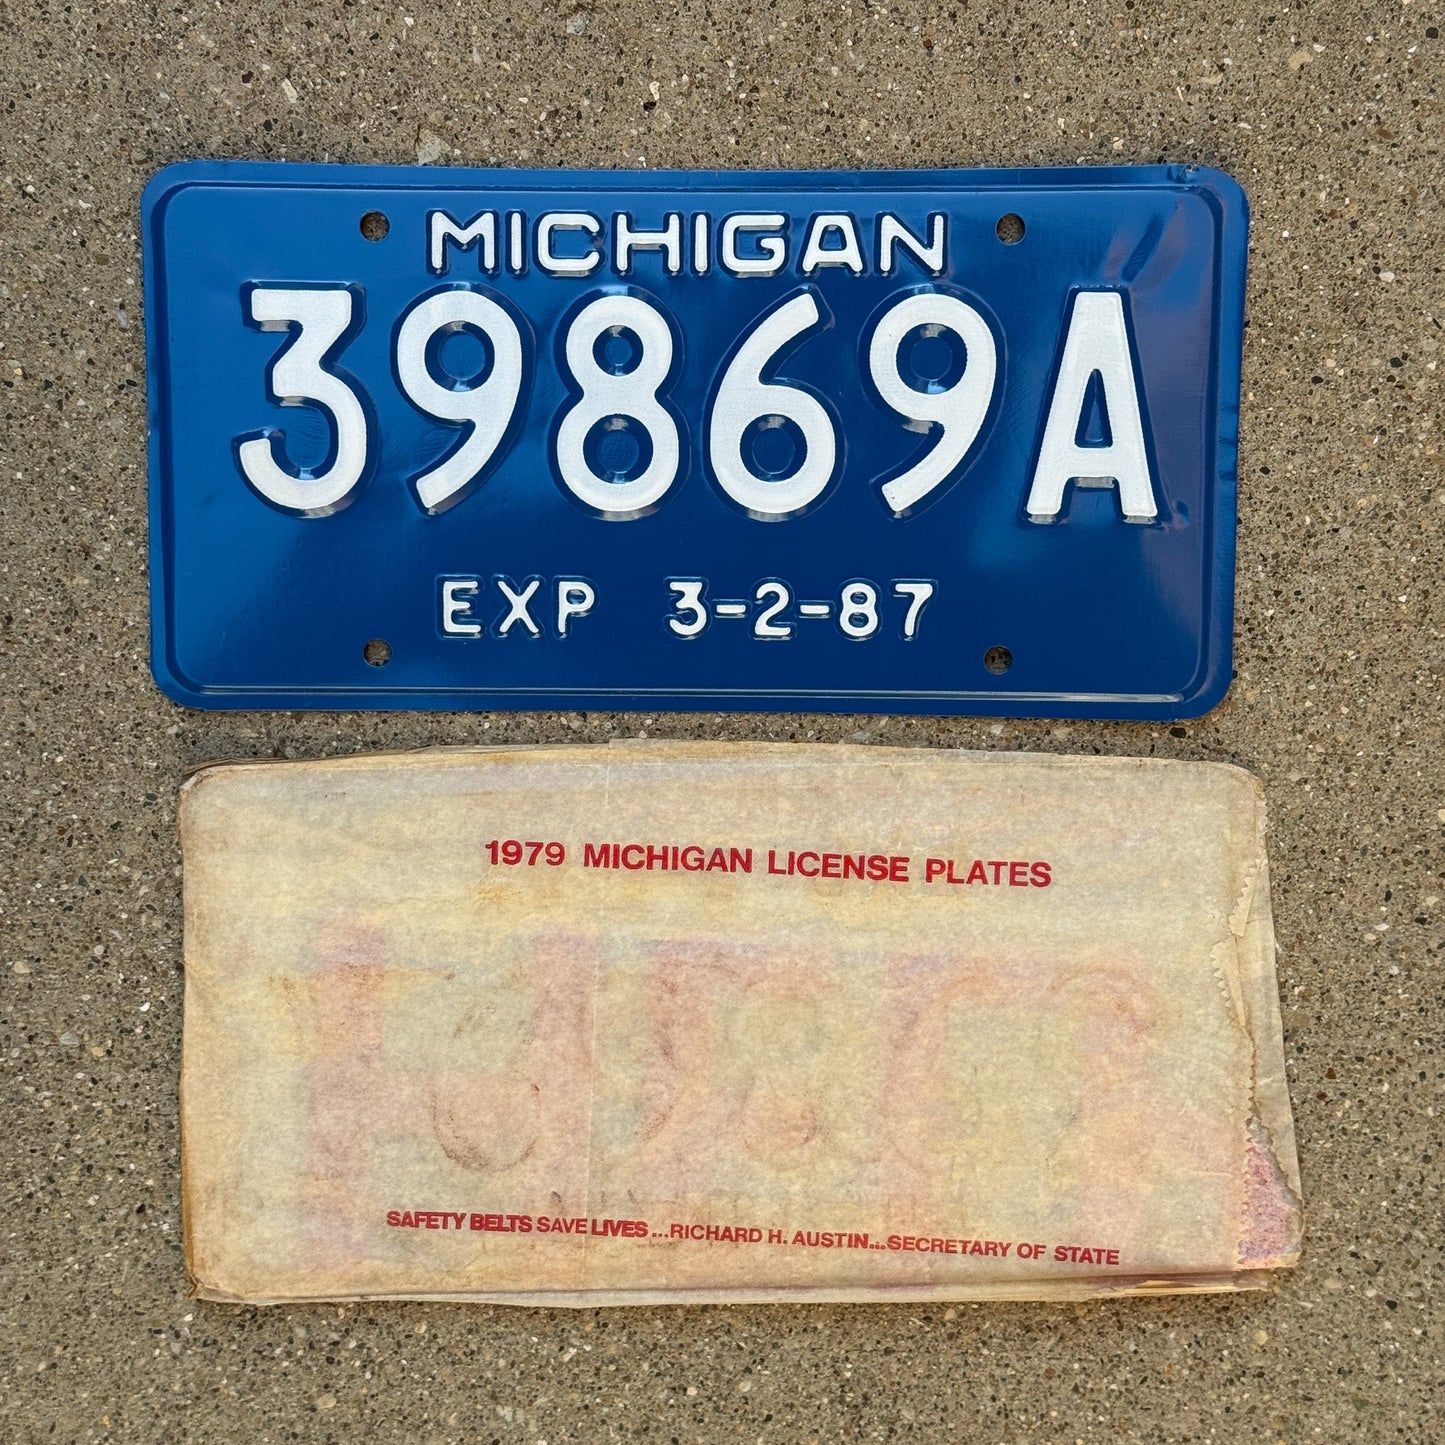 MICHIGAN
39869A
EXP 3-2-87
1979 MICHIGAN LICENSE PLATES
SAFETY BELTS SAVE LIVES ... RICHARD H. AUSTIN... SECRETARY OF STATE